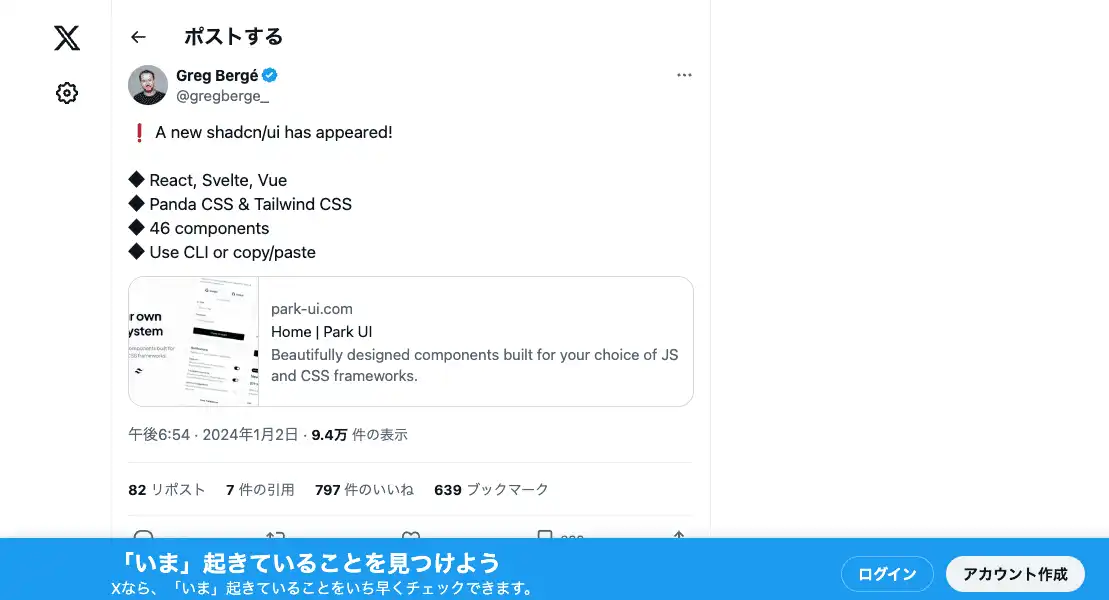 ポストする
Greg Bergé
@gregberge_
❗ A new shadcn/ui has appeared!
◆ React, Svelte, Vue
◆ Panda CSS & Tailwind CSS
◆ 46 components
◆ Use CLI or copy/paste
r own
ystem
park-ui.com
Home | Park UI
Beautifully designed components built for your choice of JS
and CSS frameworks.
午後6:54 · 2024年1月2日 · 9.4万 件の表示
82 リポスト 7 件の引用 797 件のいいね 639 ブックマーク
「いま」起きていることを見つけよう
Xなら、「いま」起きていることをいち早くチェックできます。
ログイン
アカウント作成